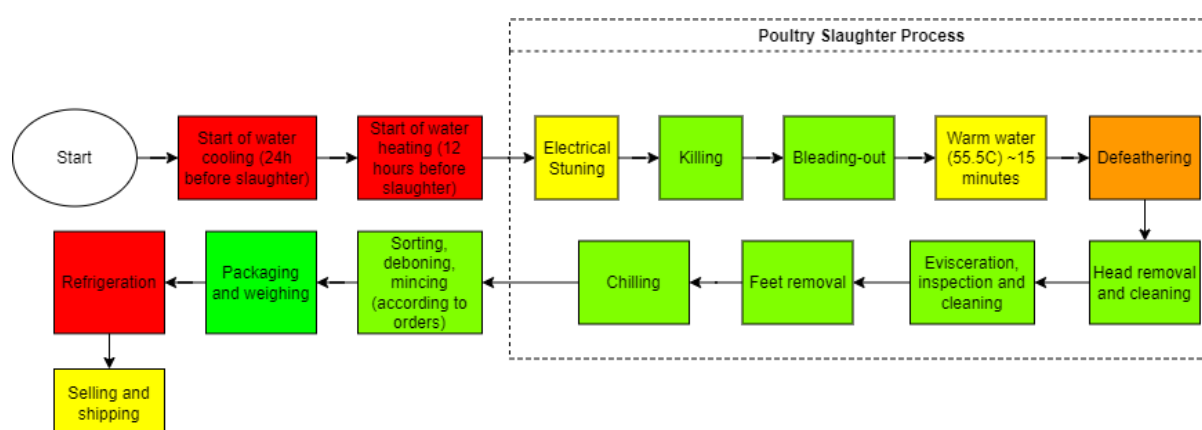 Poultry Slaughter Process
Start
Start of water
cooling (24h
before slaughter)
Start of water
heating (12
hours before
slaughter)
Electrical
Stuning
Killing
Bleading-out
Warm water
(55.5C) ~15
minutes
Defeathering
Head removal
and cleaning
Evisceration,
inspection and
cleaning
Feet removal
Chilling
Sorting,
deboning,
mincing
(according to
orders)
Packaging
and weighing
Refrigeration
Selling and
shipping